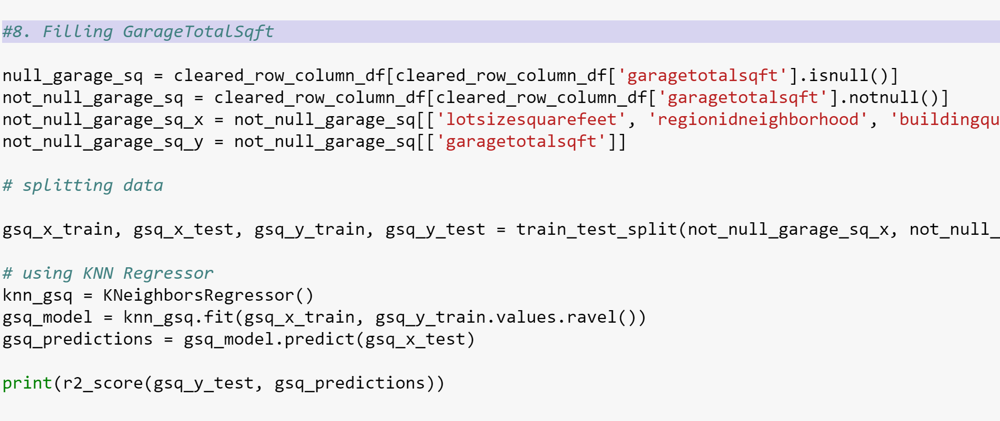 #8. Filling GarageTotalSqft
null_garage_sq = cleared_row_column_df[cleared_row_column_df['garagetotalsqft'].isnull()]
not_null_garage_sq = cleared_row_column_df[cleared_row_column_df['garagetotalsqft'].notnull()]
not_null_garage_sq_x = not_null_garage_sq[['lotsizesquarefeet', 'regionidneighborhood', 'buildingqu
not_null_garage_sq_y = not_null_garage_sq[['garagetotalsqft']]
# splitting data
gsq_x_train, gsq_x_test, gsq_y_train, gsq_y_test = train_test_split(not_null_garage_sq_x, not_null_
# using KNN Regressor
knn_gsq = KNeighborsRegressor()
gsq_model = knn_gsq.fit(gsq_x_train, gsq_y_train.values.ravel())
gsq_predictions = gsq_model.predict(gsq_x_test)
print(r2_score(gsq_y_test, gsq_predictions))